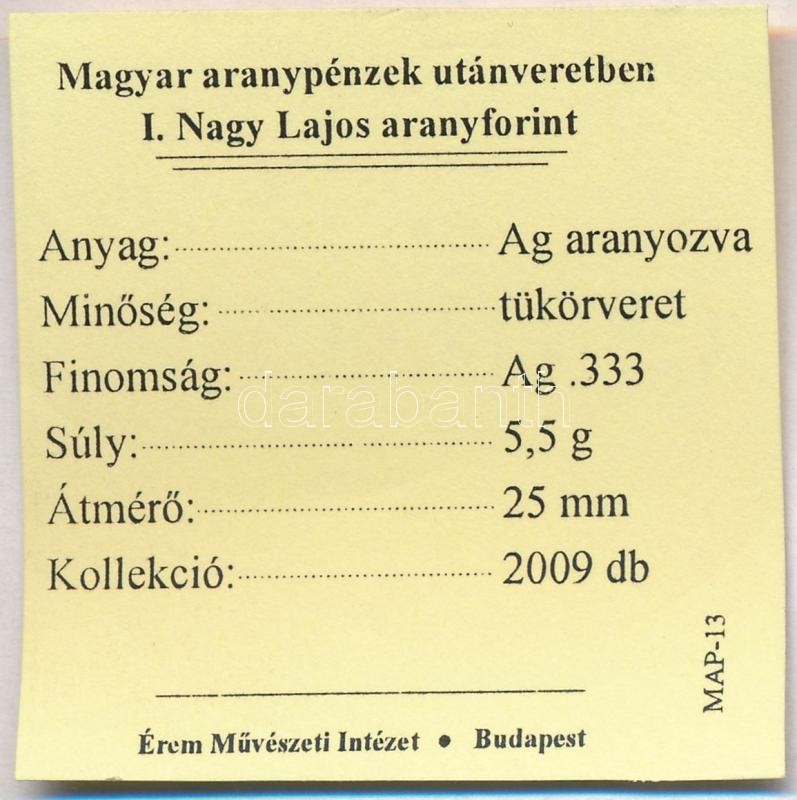 Magyar aranypénzek utánveretben
I. Nagy Lajos aranyforint
Anyag: Ag aranyozva
Minőség: tükörveret
Finomság: Ag .333
darabanth
Súly: 5,5 g
Átmérő: 25 mm
Kollekció: 2009 db
MAP-13
Érem Művészeti Intézet • Budapest